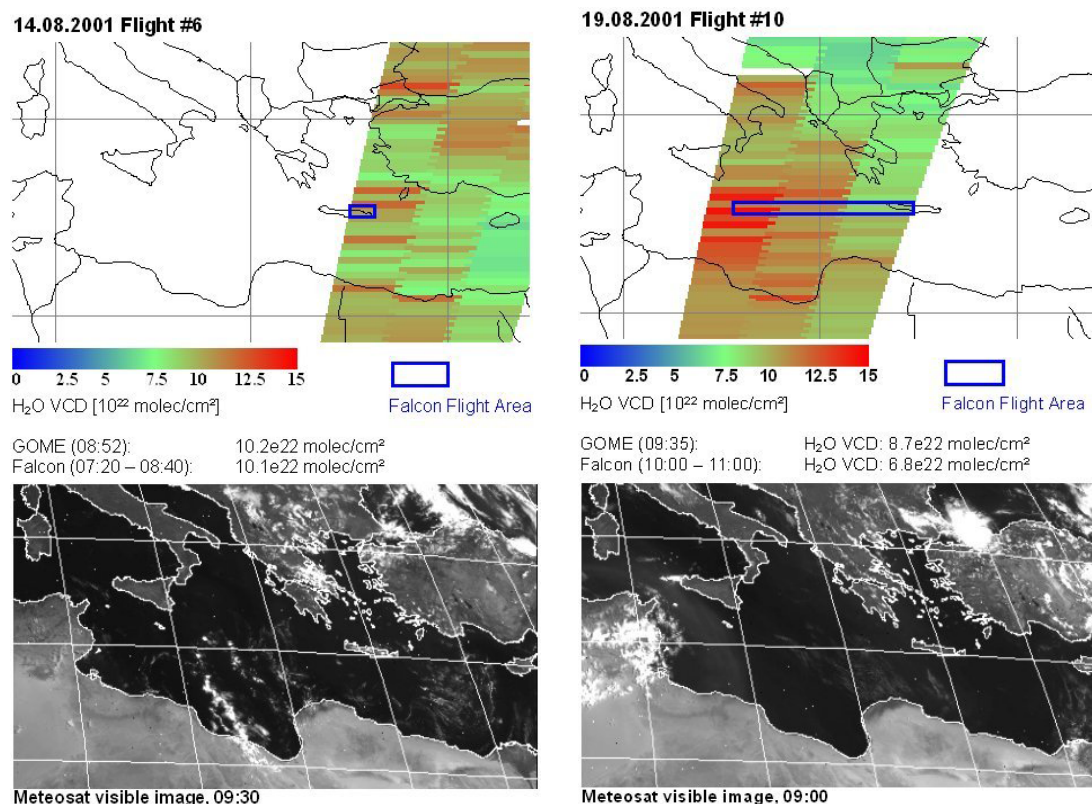 14.08.2001 Flight #6
0 2.5 5 7.5 10 12.5 15
H₂O VCD [10²² molec/cm²]
Falcon Flight Area
GOME (08:52): 10.2e22 molec/cm²
Falcon (07:20 – 08:40): 10.1e22 molec/cm²
Meteosat visible image, 09:30
19.08.2001 Flight #10
0 2.5 5 7.5 10 12.5 15
H₂O VCD [10²² molec/cm²]
Falcon Flight Area
GOME (09:35): H₂O VCD: 8.7e22 molec/cm²
Falcon (10:00 – 11:00): H₂O VCD: 6.8e22 molec/cm²
Meteosat visible image, 09:00